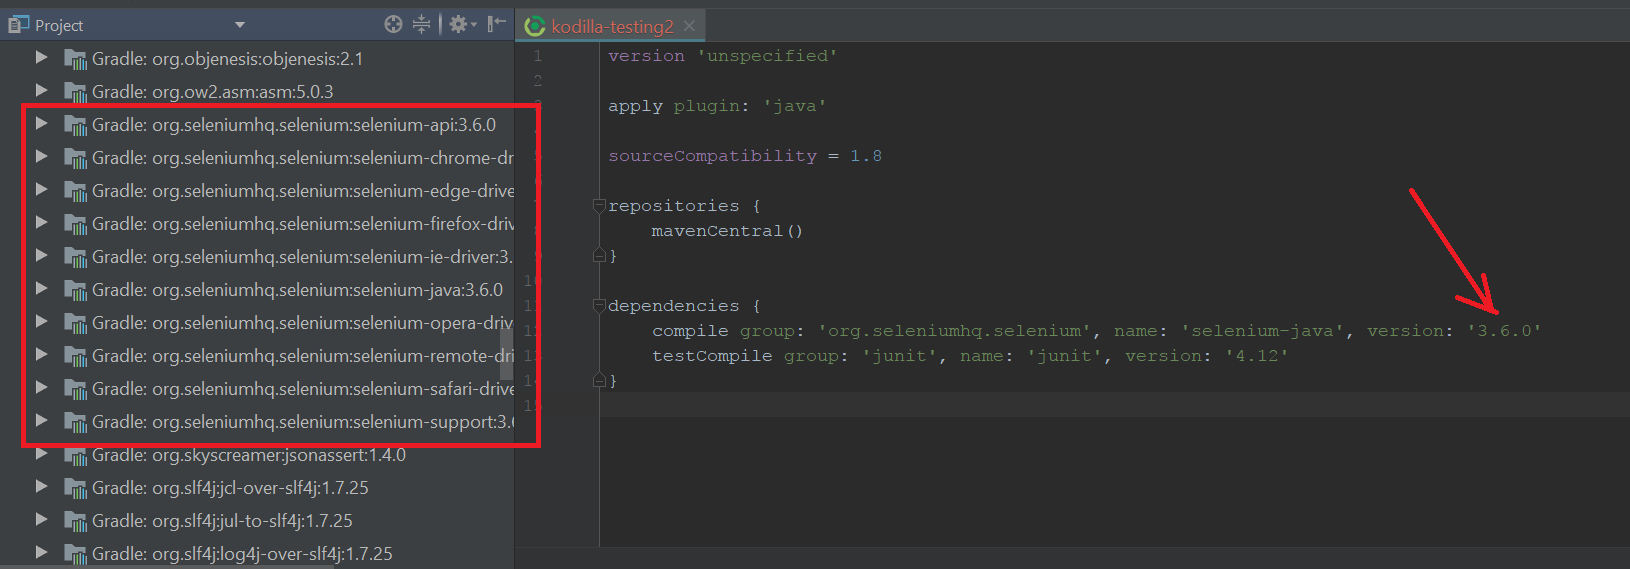 Project
Gradle: org.objenesis:objenesis:2.1
Gradle: org.ow2.asm:asm:5.0.3
Gradle: org.seleniumhq.selenium:selenium-api:3.6.0
Gradle: org.seleniumhq.selenium:selenium-chrome-dr
Gradle: org.seleniumhq.selenium:selenium-edge-drive
Gradle: org.seleniumhq.selenium:selenium-firefox-driv
Gradle: org.seleniumhq.selenium:selenium-ie-driver:3.
Gradle: org.seleniumhq.selenium:selenium-java:3.6.0
Gradle: org.seleniumhq.selenium:selenium-opera-driv
Gradle: org.seleniumhq.selenium:selenium-remote-dri
Gradle: org.seleniumhq.selenium:selenium-safari-drive
Gradle: org.seleniumhq.selenium:selenium-support:3.6
Gradle: org.skyscreamer:jsonassert:1.4.0
Gradle: org.slf4j:jcl-over-slf4j:1.7.25
Gradle: org.slf4j:jul-to-slf4j:1.7.25
Gradle: org.slf4j:log4j-over-slf4j:1.7.25
kodilla-testing2
1 version 'unspecified'
2
apply plugin: 'java'
sourceCompatibility = 1.8
repositories {
mavenCentral()
}
10
11 dependencies {
12 compile group: 'org.seleniumhq.selenium', name: 'selenium-java', version: '3.6.0'
13 testCompile group: 'junit', name: 'junit', version: '4.12'
14 }
15